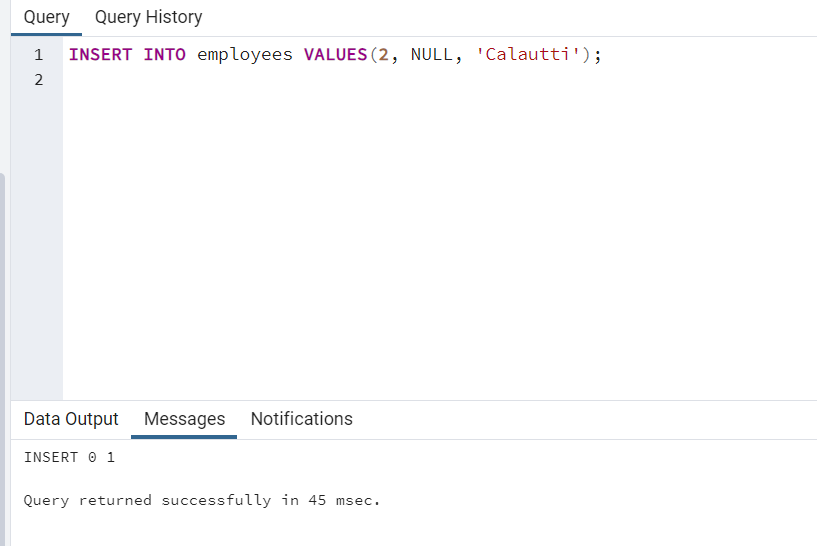 Query Query History
1 INSERT INTO employees VALUES(2, NULL, 'Calautti');
2
Data Output Messages Notifications
INSERT 0 1
Query returned successfully in 45 msec.